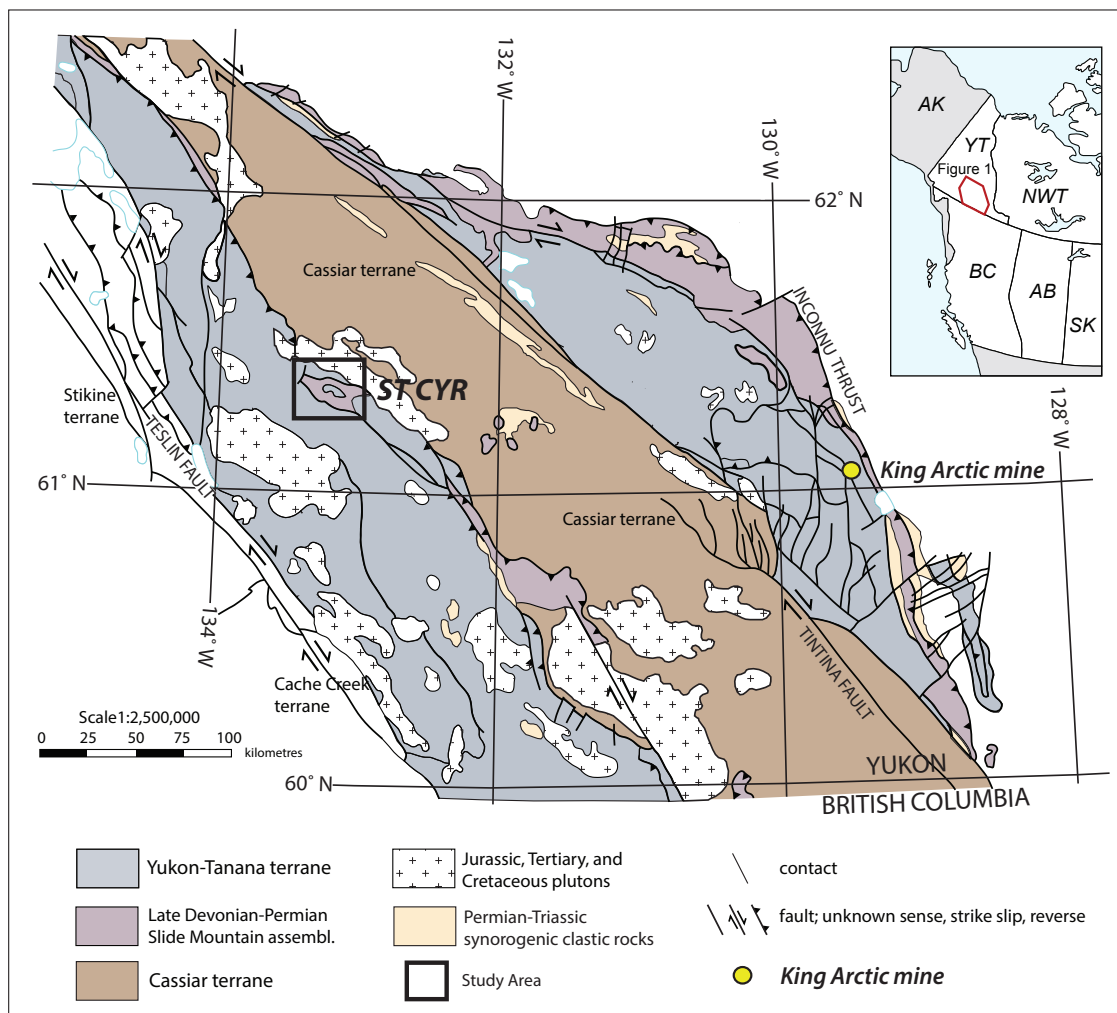 132° W
130° W
62° N
AK
YT
Figure 1
NWT
BC
AB
SK
Cassiar terrane
INCONNU THRUST
128° W
ST CYR
Stikine
terrane
TESLIN FAULT
King Arctic mine
61° N
Cassiar terrane
134° W
TINTINA FAULT
Cache Creek
terrane
Scale1:2,500,000
0 25 50 75 100
kilometres
60° N
YUKON
BRITISH COLUMBIA
Yukon-Tanana terrane
Late Devonian-Permian
Slide Mountain assembl.
Cassiar terrane
Jurassic, Tertiary, and
Cretaceous plutons
Permian-Triassic
synorogenic clastic rocks
Study Area
contact
fault; unknown sense, strike slip, reverse
King Arctic mine